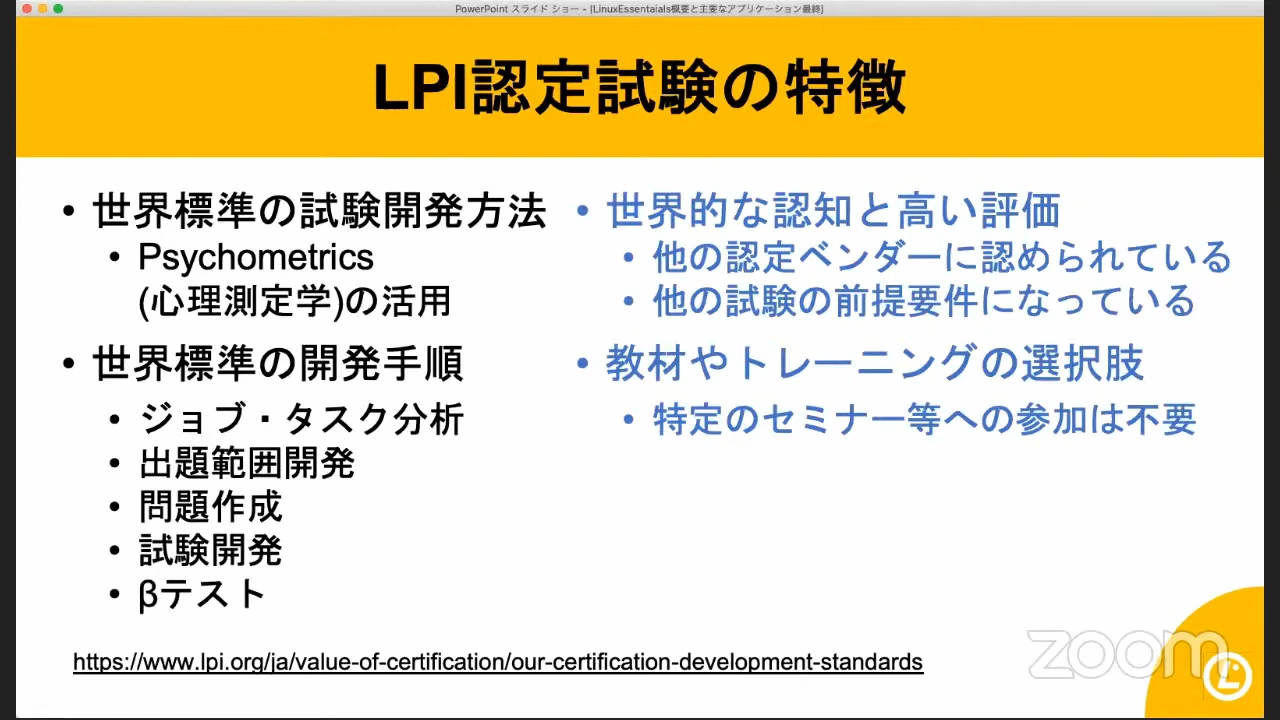 PowerPoint スライド ショー - [LinuxEssentaials概要と主要なアプリケーション最終]
LPI認定試験の特徴
• 世界標準の試験開発方法
• Psychometrics
(心理測定学)の活用
• 世界標準の開発手順
• ジョブ・タスク分析
• 出題範囲開発
• 問題作成
• 試験開発
• βテスト
• 世界的な認知と高い評価
• 他の認定ベンダーに認められている
• 他の試験の前提要件になっている
• 教材やトレーニングの選択肢
• 特定のセミナー等への参加は不要
https://www.lpi.org/ja/value-of-certification/our-certification-development-standards
zoom